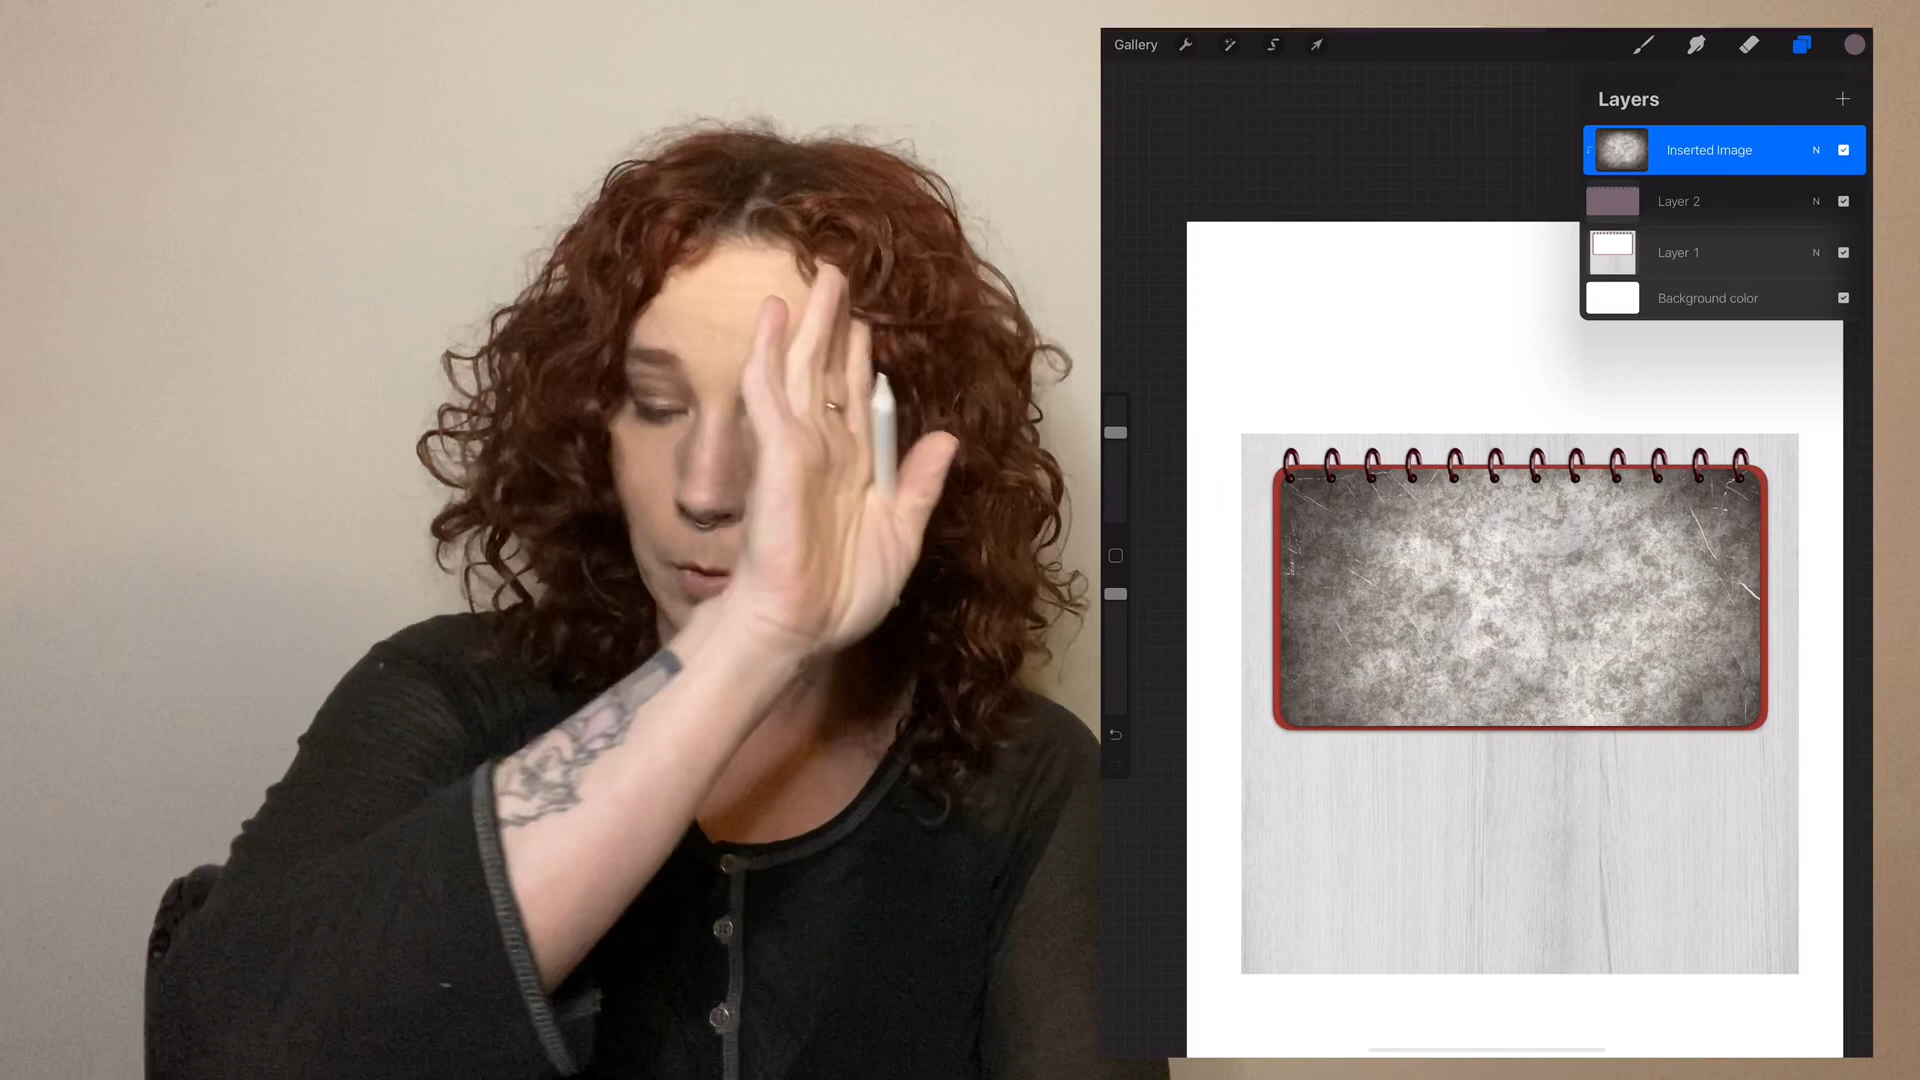 Gallery
Layers
Inserted Image N
Layer 2 N
Layer 1 N
Background color